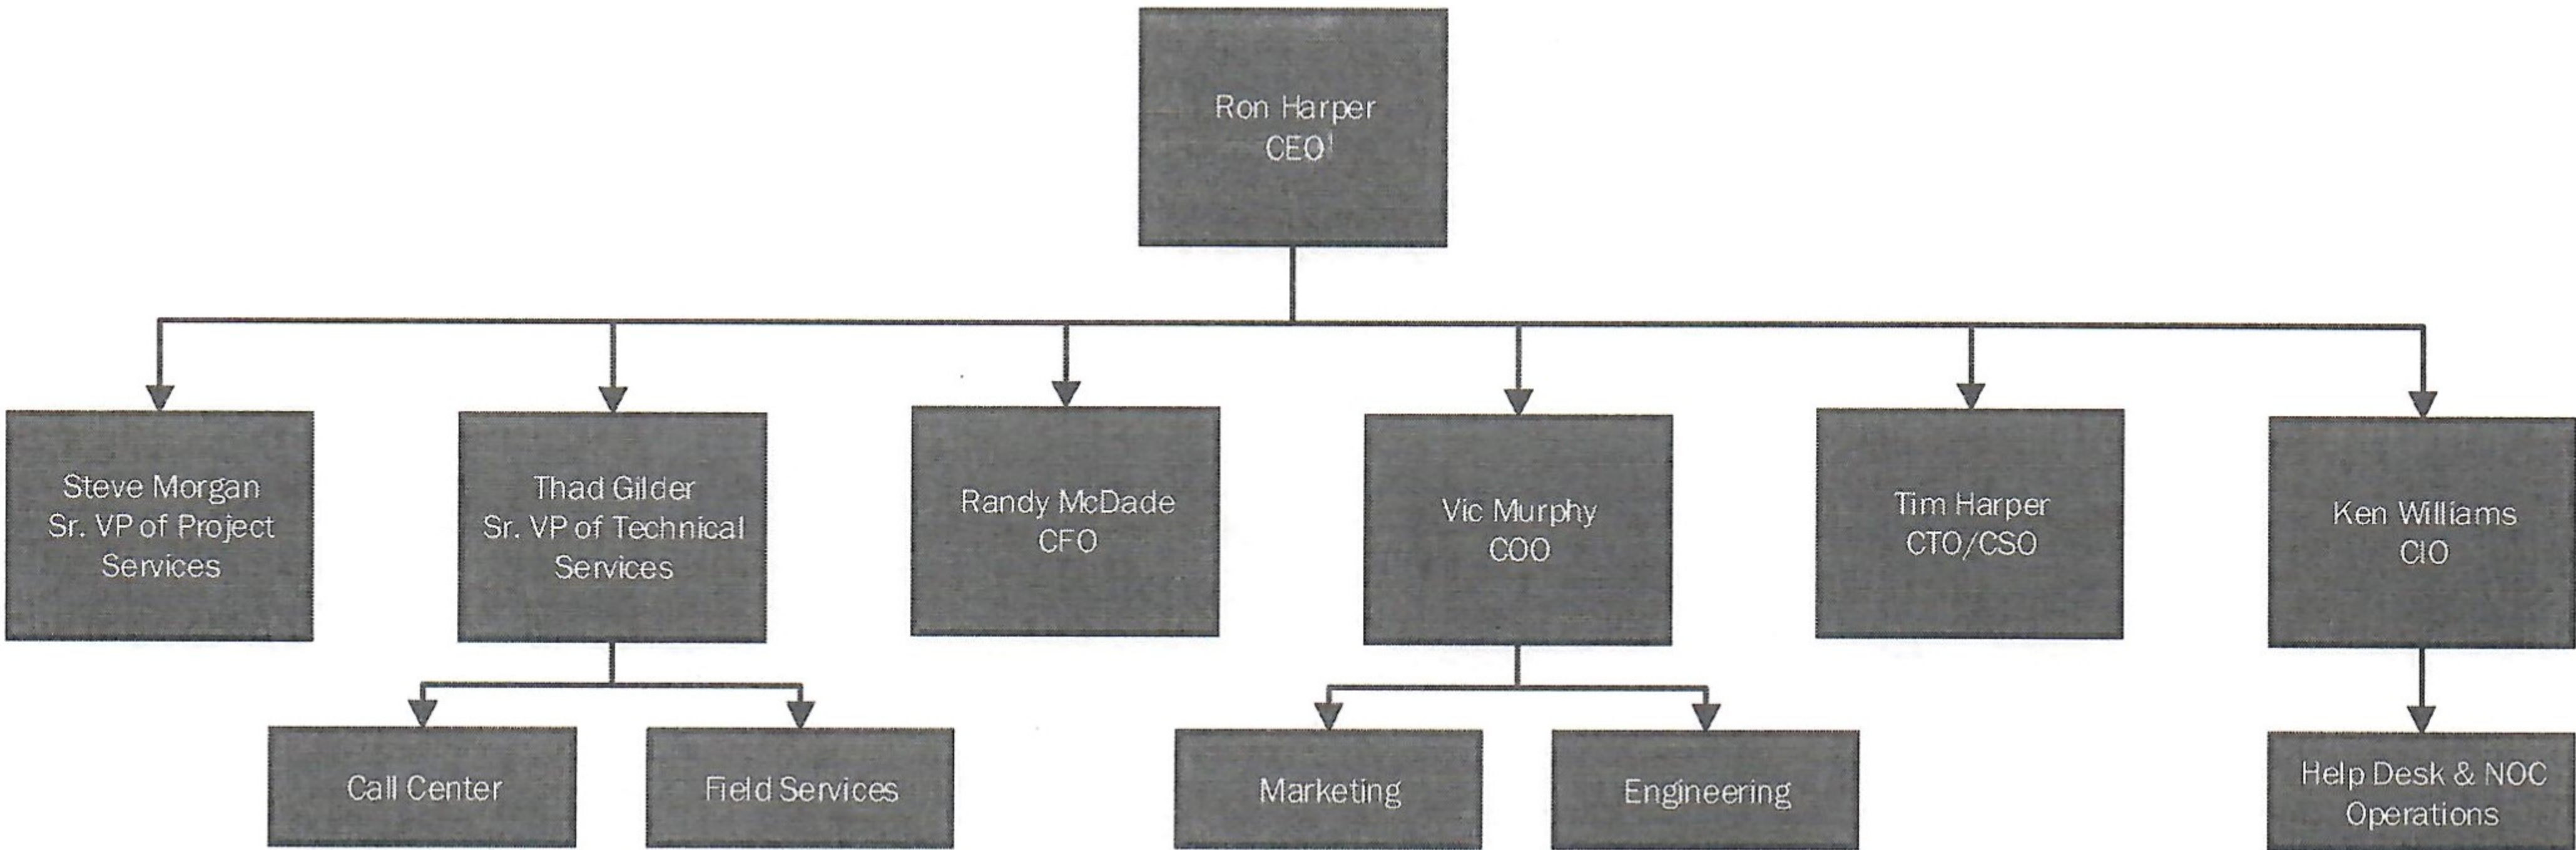 Ron Harper
CEO
Steve Morgan
Sr. VP of Project
Services
Thad Gilder
Sr. VP of Technical
Services
Randy McDade
CFO
Vic Murphy
COO
Tim Harper
CTO/CSO
Ken Williams
CIO
Call Center
Field Services
Marketing
Engineering
Help Desk & NOC
Operations